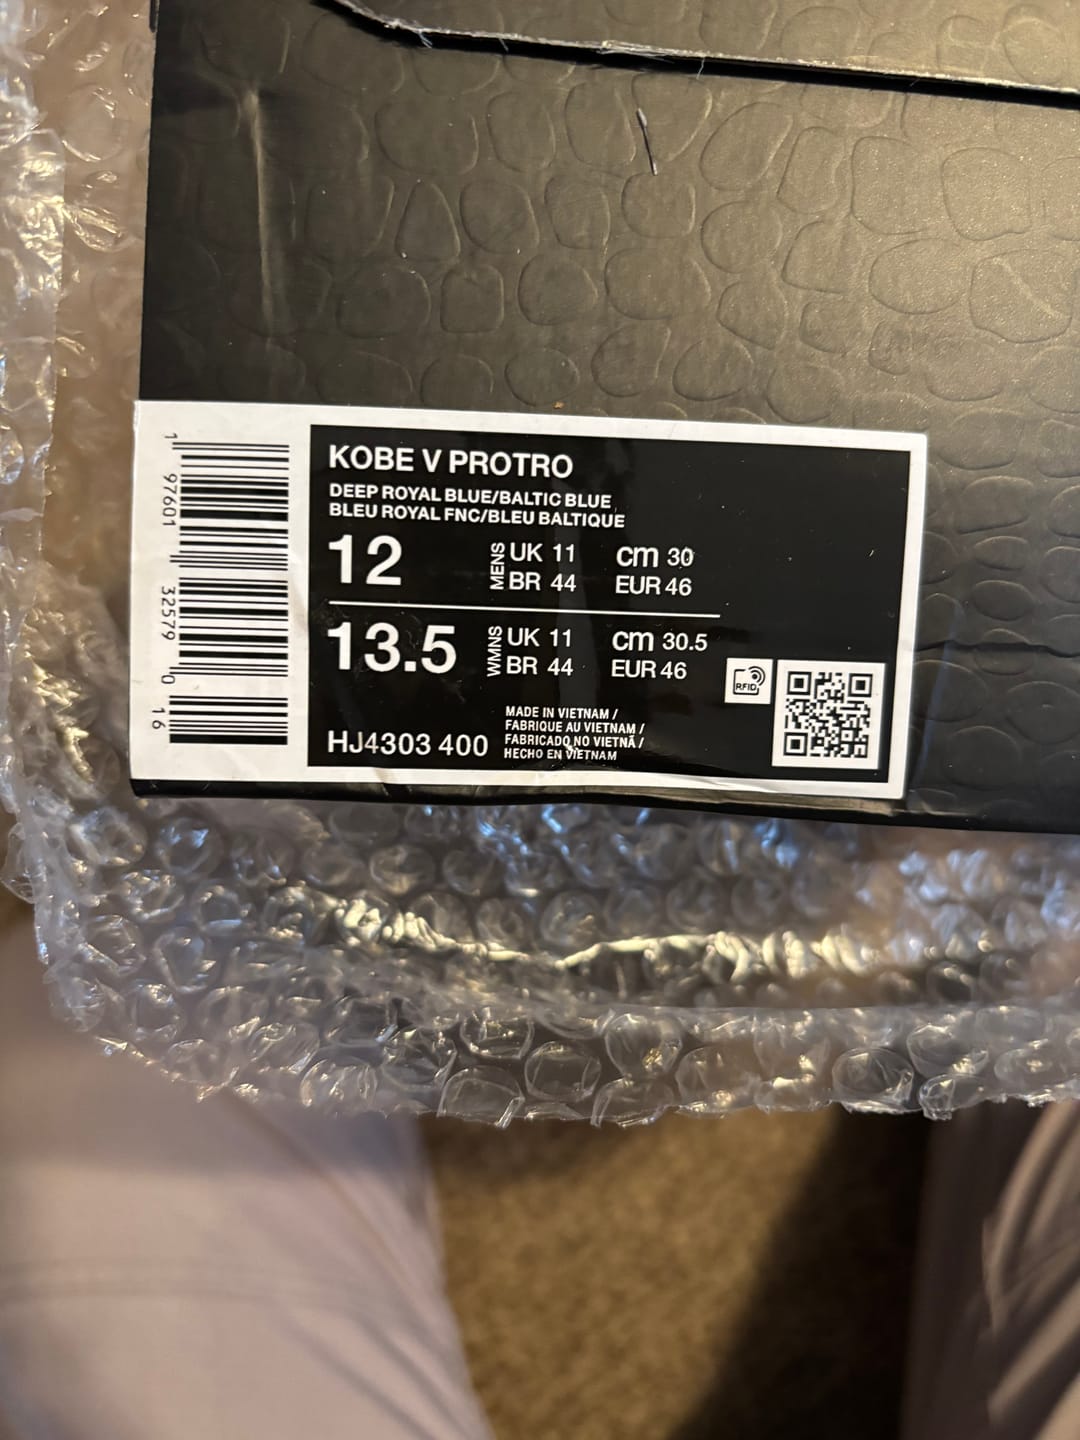 KOBE V PROTRO
DEEP ROYAL BLUE/BALTIC BLUE
BLEU ROYAL FNC/BLEU BALTIQUE
12 MENS UK 11 cm 30
BR 44 EUR 46
13.5 WMNS UK 11 cm 30.5
BR 44 EUR 46
RFID
MADE IN VIETNAM /
FABRIQUE AU VIETNAM /
FABRICADO NO VIETNÃ /
HECHO EN VIETNAM
HJ4303 400
1 97601 32579 0 16